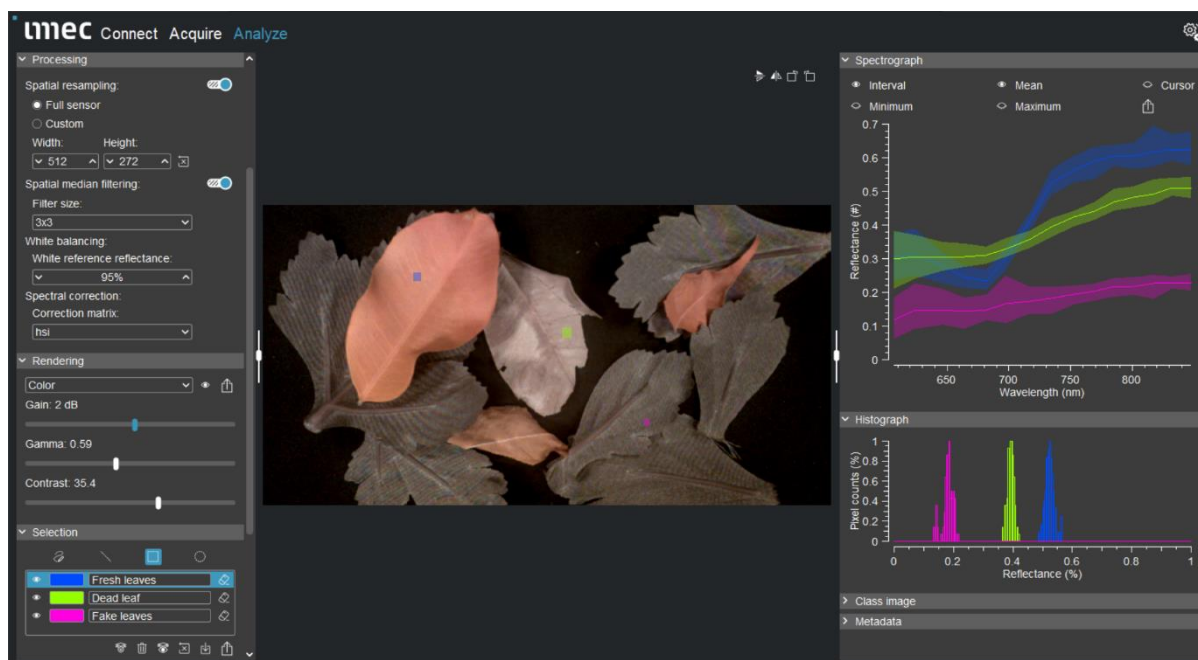 imec Connect Acquire Analyze
Processing
Spatial resampling:
Full sensor
Custom
Width: Height:
512 272
Spatial median filtering:
Filter size:
3x3
White balancing:
White reference reflectance:
95%
Spectral correction:
Correction matrix:
hsi
Rendering
Color
Gain: 2 dB
Gamma: 0.59
Contrast: 35.4
Selection
Fresh leaves
Dead leaf
Fake leaves
Spectrograph
Interval Mean Cursor
Minimum Maximum
0.7
0.6
0.5
0.4
0.3
0.2
0.1
0
Reflectance (#)
650 700 750 800
Wavelength (nm)
Histograph
1
0.8
0.6
0.4
0.2
0
Pixel counts (%)
0 0.2 0.4 0.6 0.8 1
Reflectance (%)
Class image
Metadata